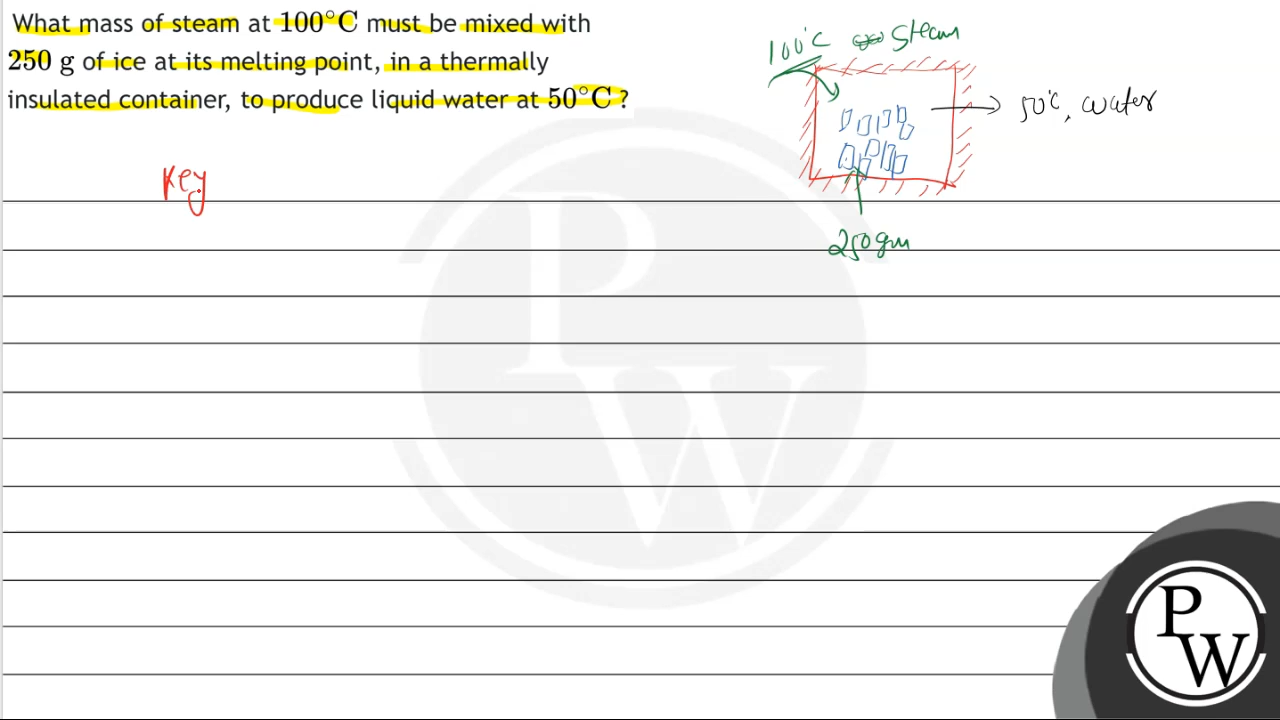 What mass of steam at 100°C must be mixed with
250 g of ice at its melting point, in a thermally
insulated container, to produce liquid water at 50°C ?
100°C steam
50°C, water
Key
250gm
P
W
P
W